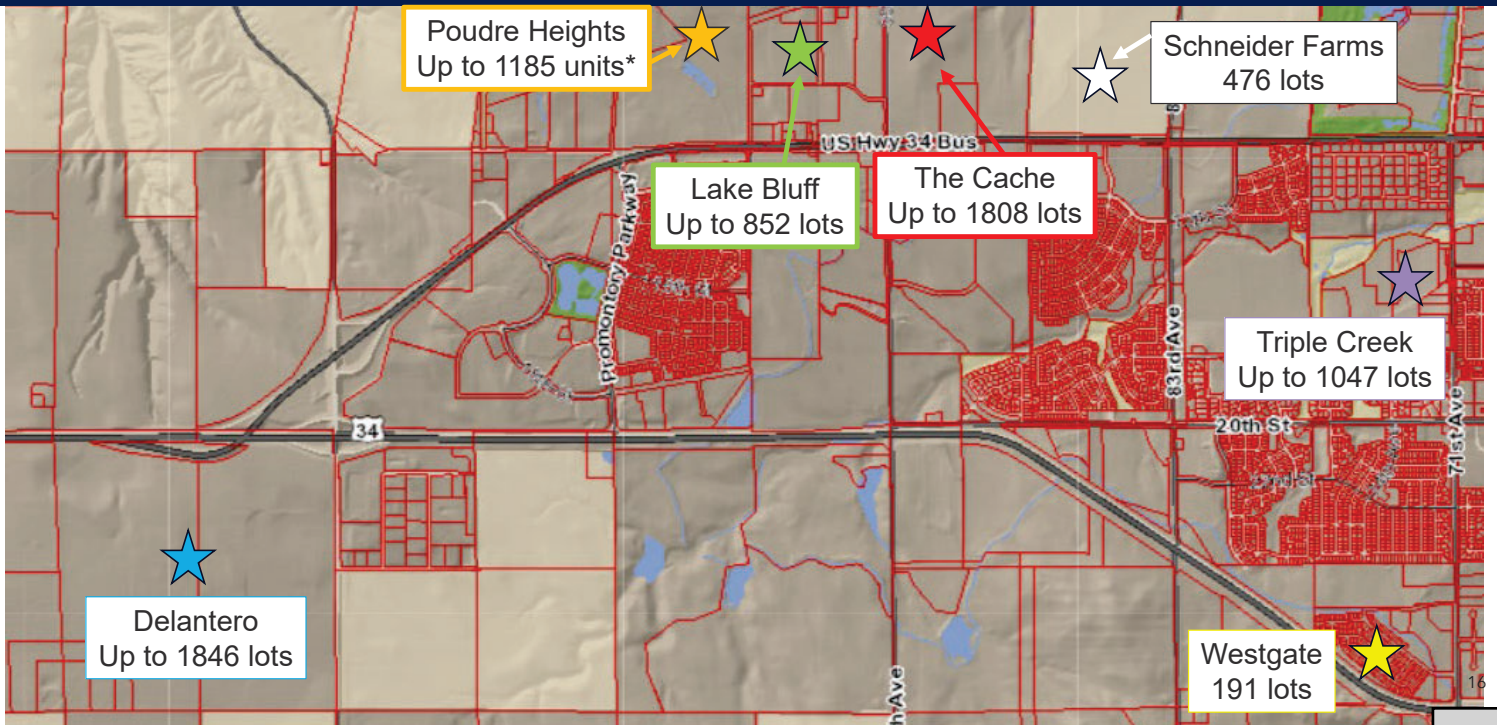 Poudre Heights
Up to 1185 units*
Schneider Farms
476 lots
US Hwy 34 Bus
Lake Bluff
Up to 852 lots
The Cache
Up to 1808 lots
Promontory Parkway
83rd Ave
Triple Creek
Up to 1047 lots
34
20th St
71st Ave
Delantero
Up to 1846 lots
Westgate
191 lots
h Ave
16